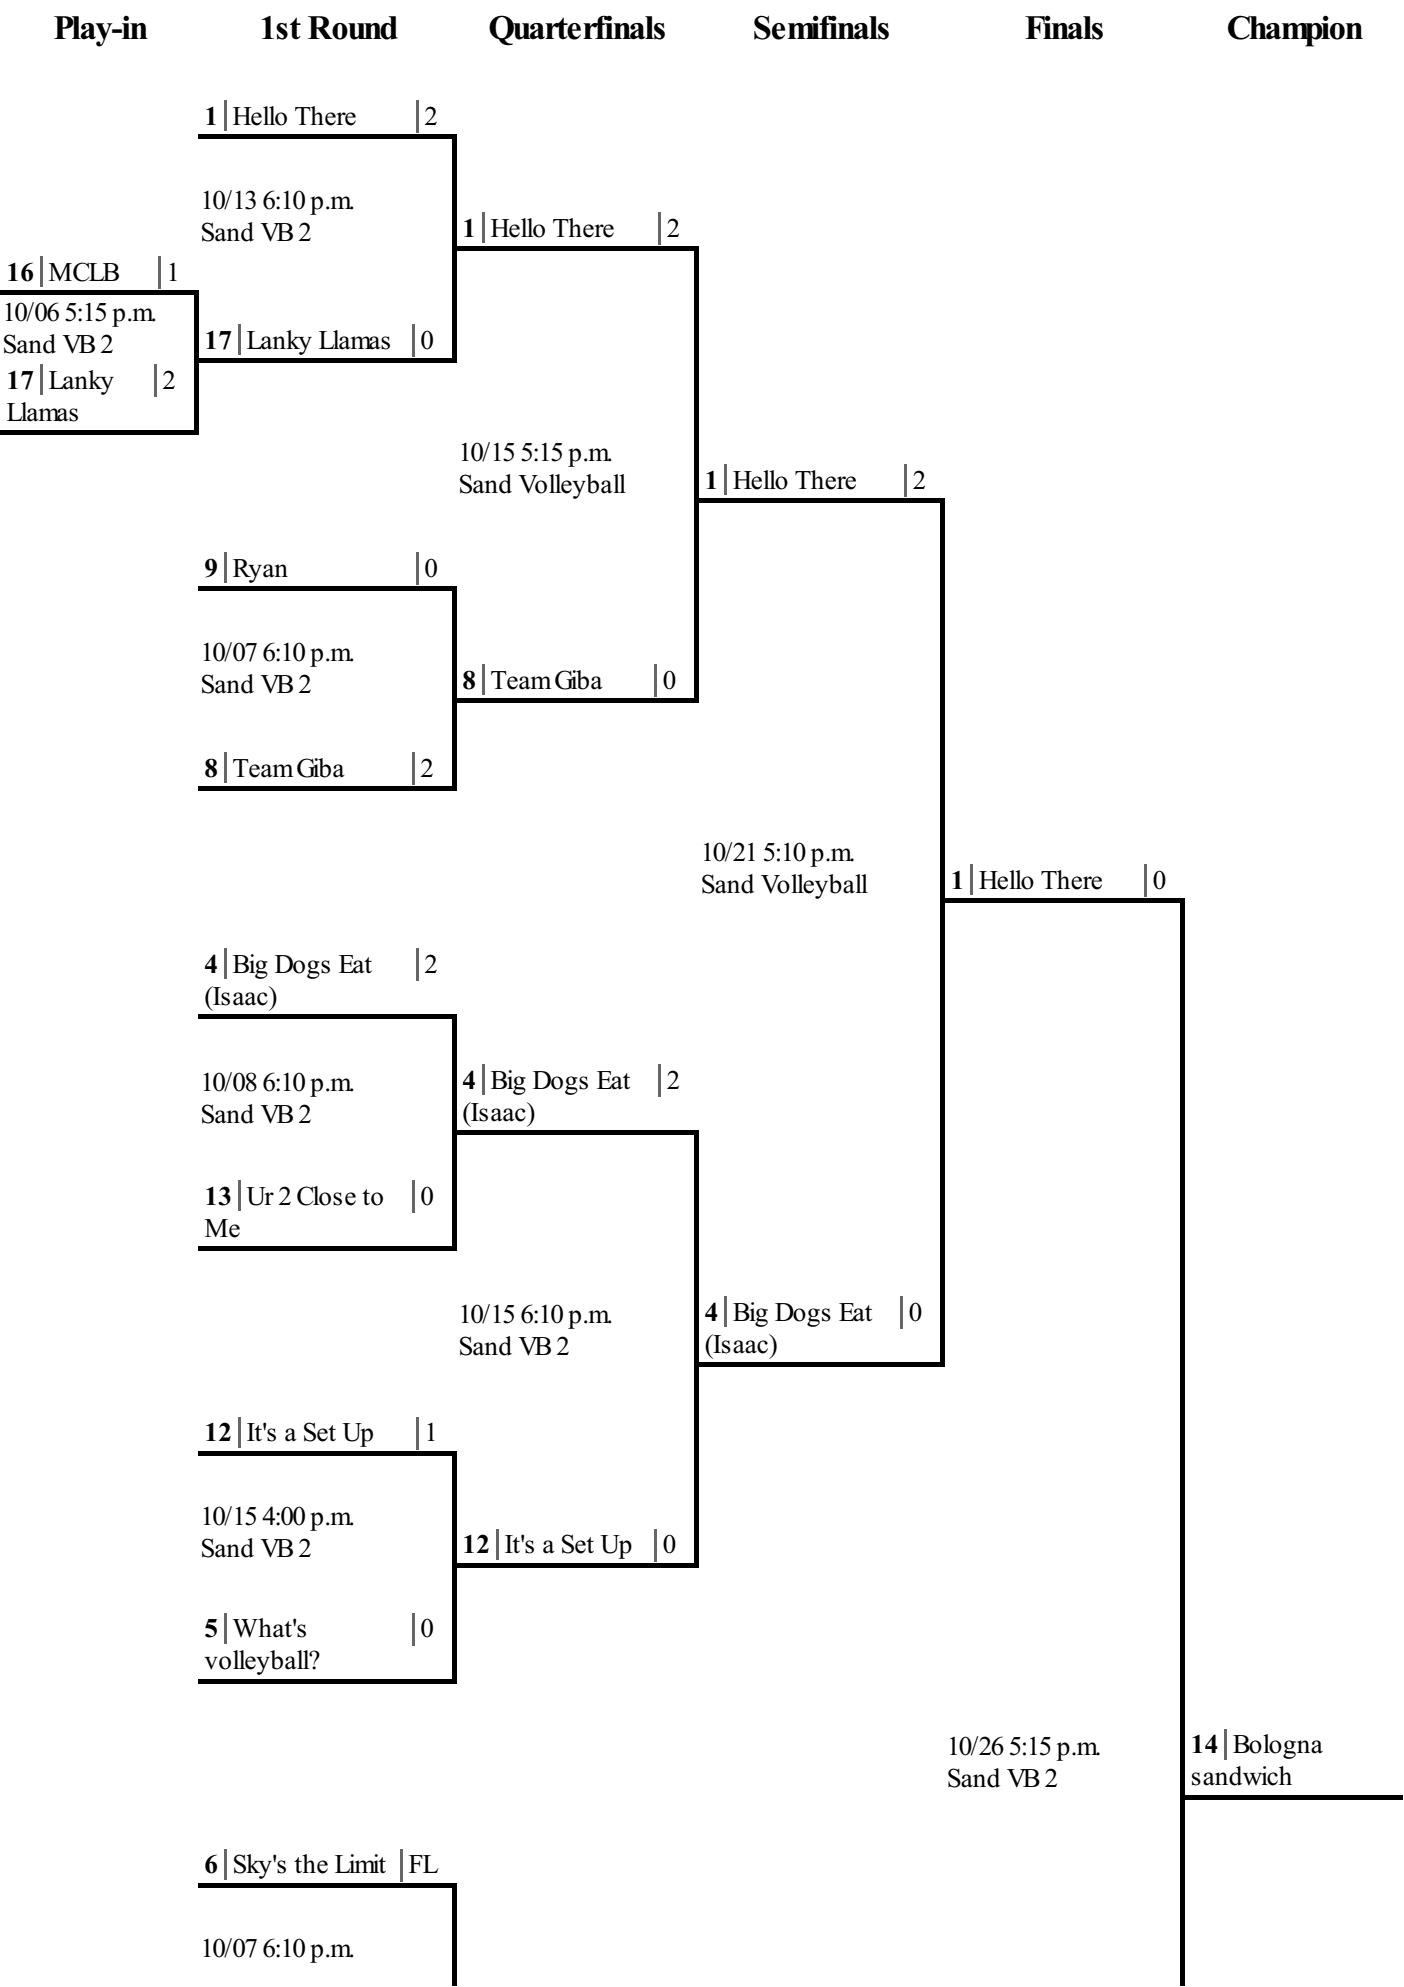 Play-in 1st Round Quarterfinals Semifinals Finals Champion
1 Hello There 2
10/13 6:10 p.m.
Sand VB 2
1 Hello There 2
16 MCLB 1
10/06 5:15 p.m.
Sand VB 2
17 Lanky Llamas 0
17 Lanky 2
Llamas
10/15 5:15 p.m.
Sand Volleyball
1 Hello There 2
9 Ryan 0
10/07 6:10 p.m.
Sand VB 2
8 Team Giba 0
8 Team Giba 2
10/21 5:10 p.m.
Sand Volleyball
1 Hello There 0
4 Big Dogs Eat 2
(Isaac)
10/08 6:10 p.m.
Sand VB 2
4 Big Dogs Eat 2
(Isaac)
13 Ur 2 Close to 0
Me
10/15 6:10 p.m.
Sand VB 2
4 Big Dogs Eat 0
(Isaac)
12 It's a Set Up 1
10/15 4:00 p.m.
Sand VB 2
12 It's a Set Up 0
5 What's 0
volleyball?
10/26 5:15 p.m.
Sand VB 2
14 Bologna
sandwich
6 Sky's the Limit FL
10/07 6:10 p.m.